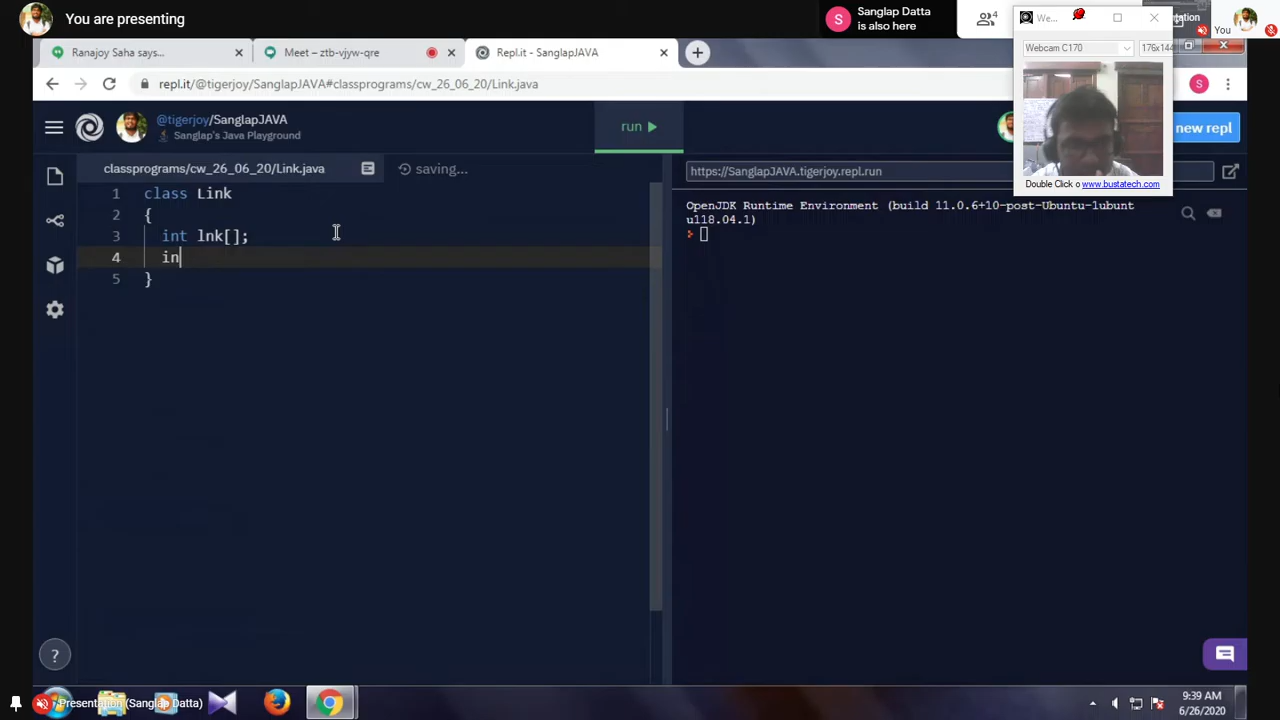 You are presenting
S
Sanglap Datta
is also here
4
We...
You
Ranajoy Saha says...
Meet – ztb-vjyw-qre
Repl.it - SanglapJAVA
Webcam C170
176x144
repl.it/@tigerjoy/SanglapJAVA#classprograms/cw_26_06_20/Link.java
S
@tigerjoy/SanglapJAVA
Sanglap's Java Playground
run
new repl
classprograms/cw_26_06_20/Link.java
saving...
https://SanglapJAVA.tigerjoy.repl.run
Double Click o www.bustatech.com
1 class Link
2 {
3 int lnk[];
4 in
5 }
OpenJDK Runtime Environment (build 11.0.6+10-post-Ubuntu-1ubunt
u118.04.1)
?
Presentation (Sanglap Datta)
9:39 AM
6/26/2020